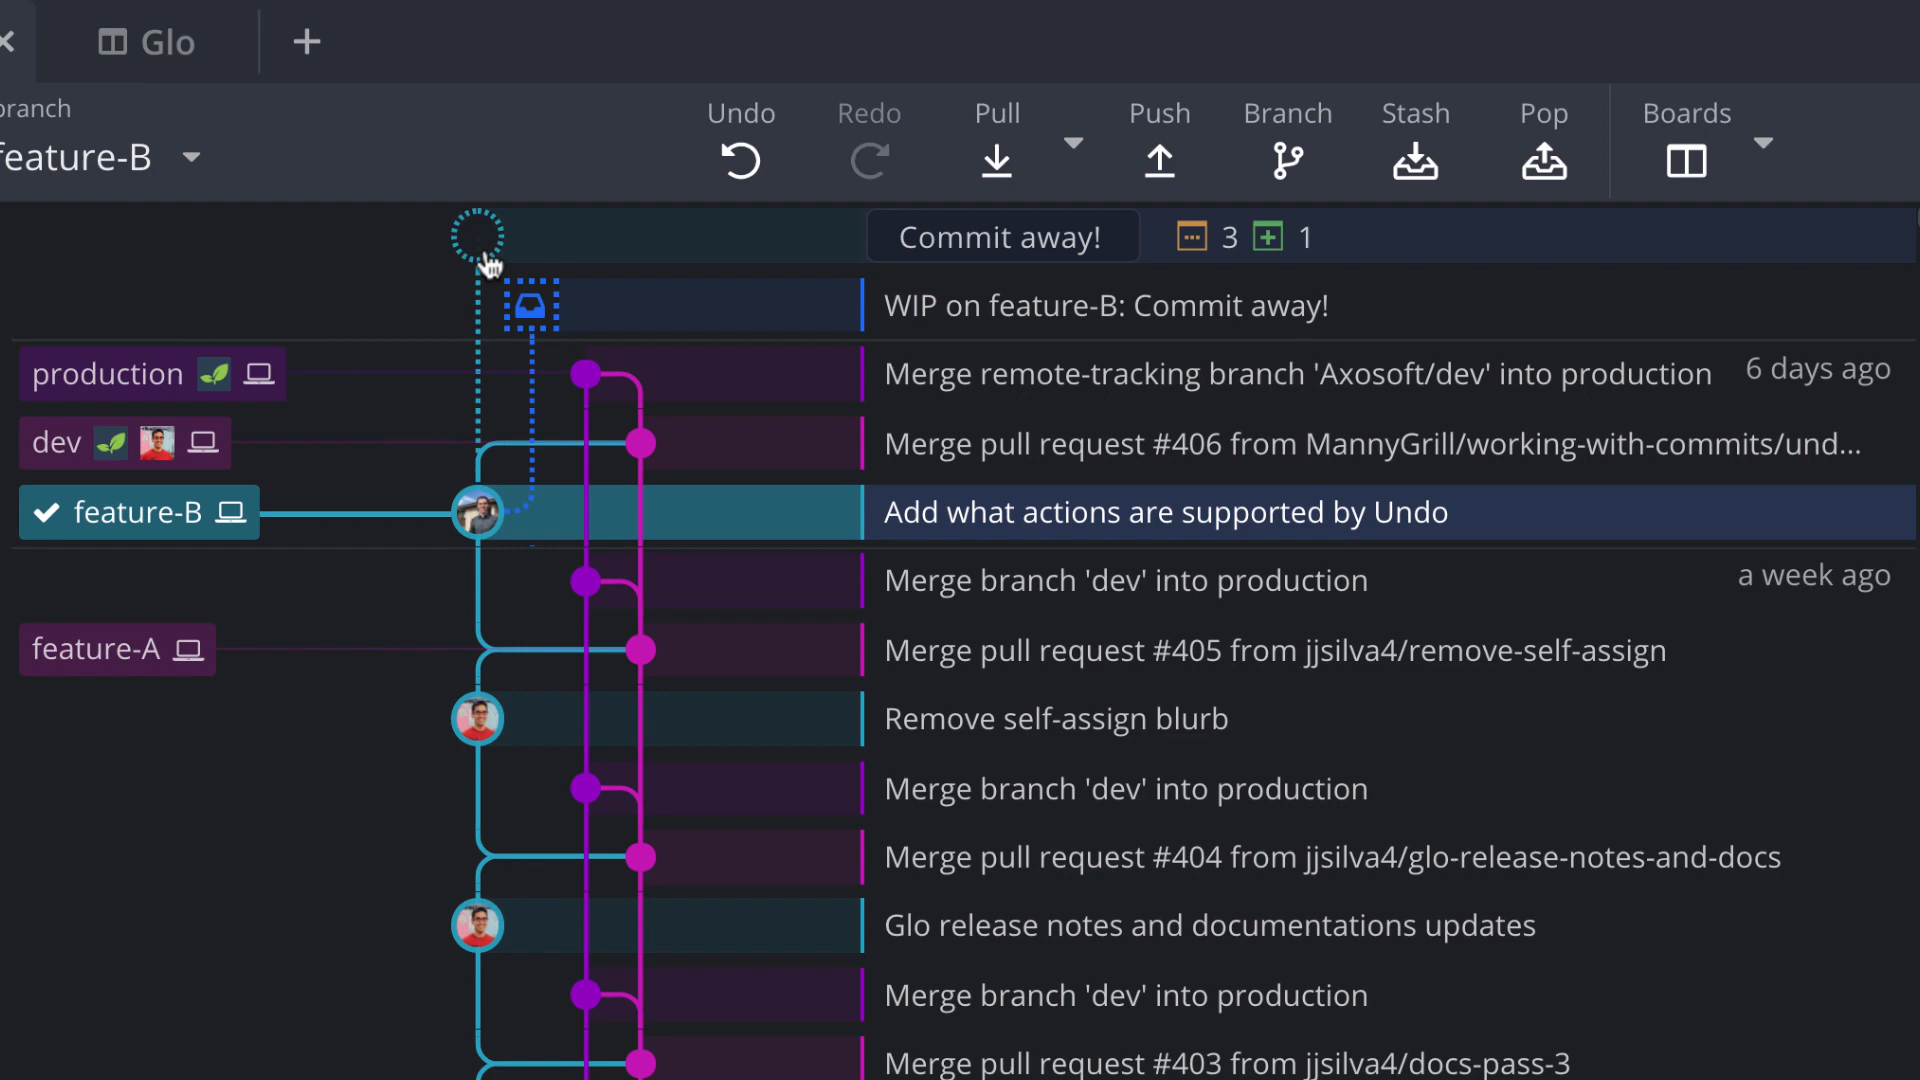 Glo
branch
feature-B
Undo
Redo
Pull
Push
Branch
Stash
Pop
Boards
Commit away!
3
1
WIP on feature-B: Commit away!
production
Merge remote-tracking branch 'Axosoft/dev' into production
6 days ago
dev
Merge pull request #406 from MannyGrill/working-with-commits/und...
feature-B
Add what actions are supported by Undo
Merge branch 'dev' into production
a week ago
feature-A
Merge pull request #405 from jjsilva4/remove-self-assign
Remove self-assign blurb
Merge branch 'dev' into production
Merge pull request #404 from jjsilva4/glo-release-notes-and-docs
Glo release notes and documentations updates
Merge branch 'dev' into production
Merge pull request #403 from jjsilva4/docs-pass-3